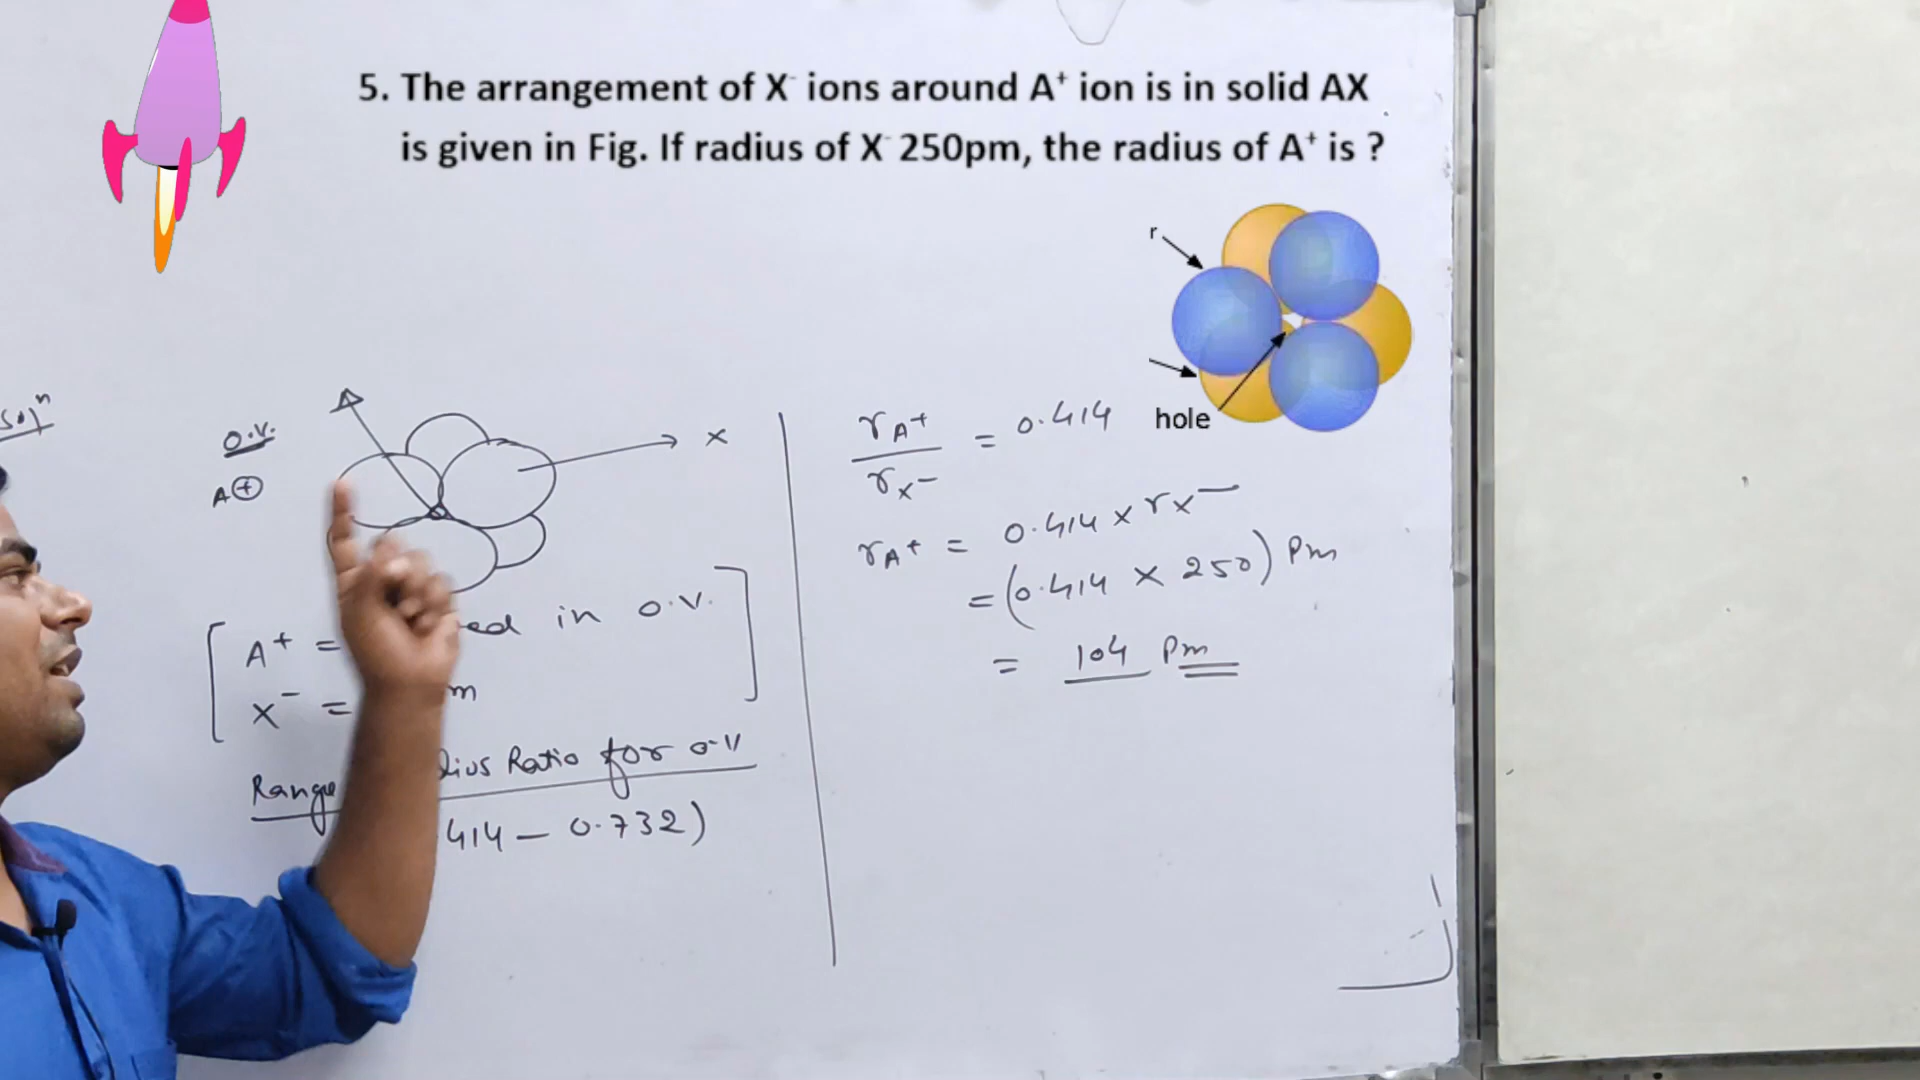 5. The arrangement of X⁻ ions around A⁺ ion is in solid AX
is given in Fig. If radius of X⁻ 250pm, the radius of A⁺ is ?
r
hole
Solⁿ
O.V.
A⊕
X
A⁺ = ed in O.V.
X⁻ = m
Range Ratio for O.V
414 — 0.732)
rA⁺ / rX⁻ = 0.414
rA⁺ = 0.414 × rX⁻
= (0.414 × 250) Pm
= 104 Pm